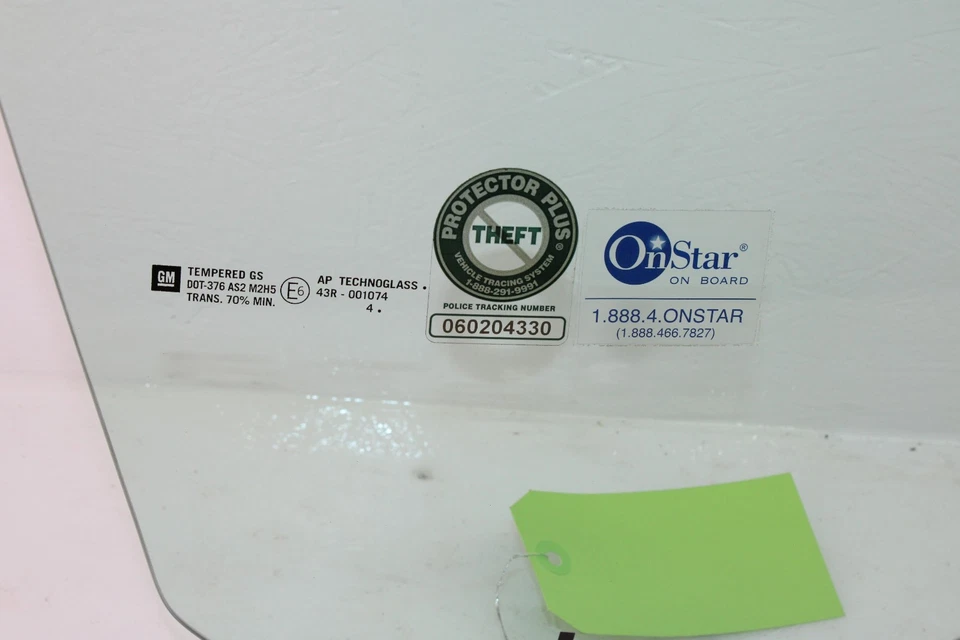 GM
TEMPERED GS
DOT-376 AS2 M2H5
TRANS. 70% MIN.
E6
AP TECHNOGLASS
43R - 001074
4.
PROTECTOR PLUS®
THEFT
VEHICLE TRACING SYSTEM
1-888-291-9991
POLICE TRACKING NUMBER
060204330
OnStar®
ON BOARD
1.888.4.ONSTAR
(1.888.466.7827)